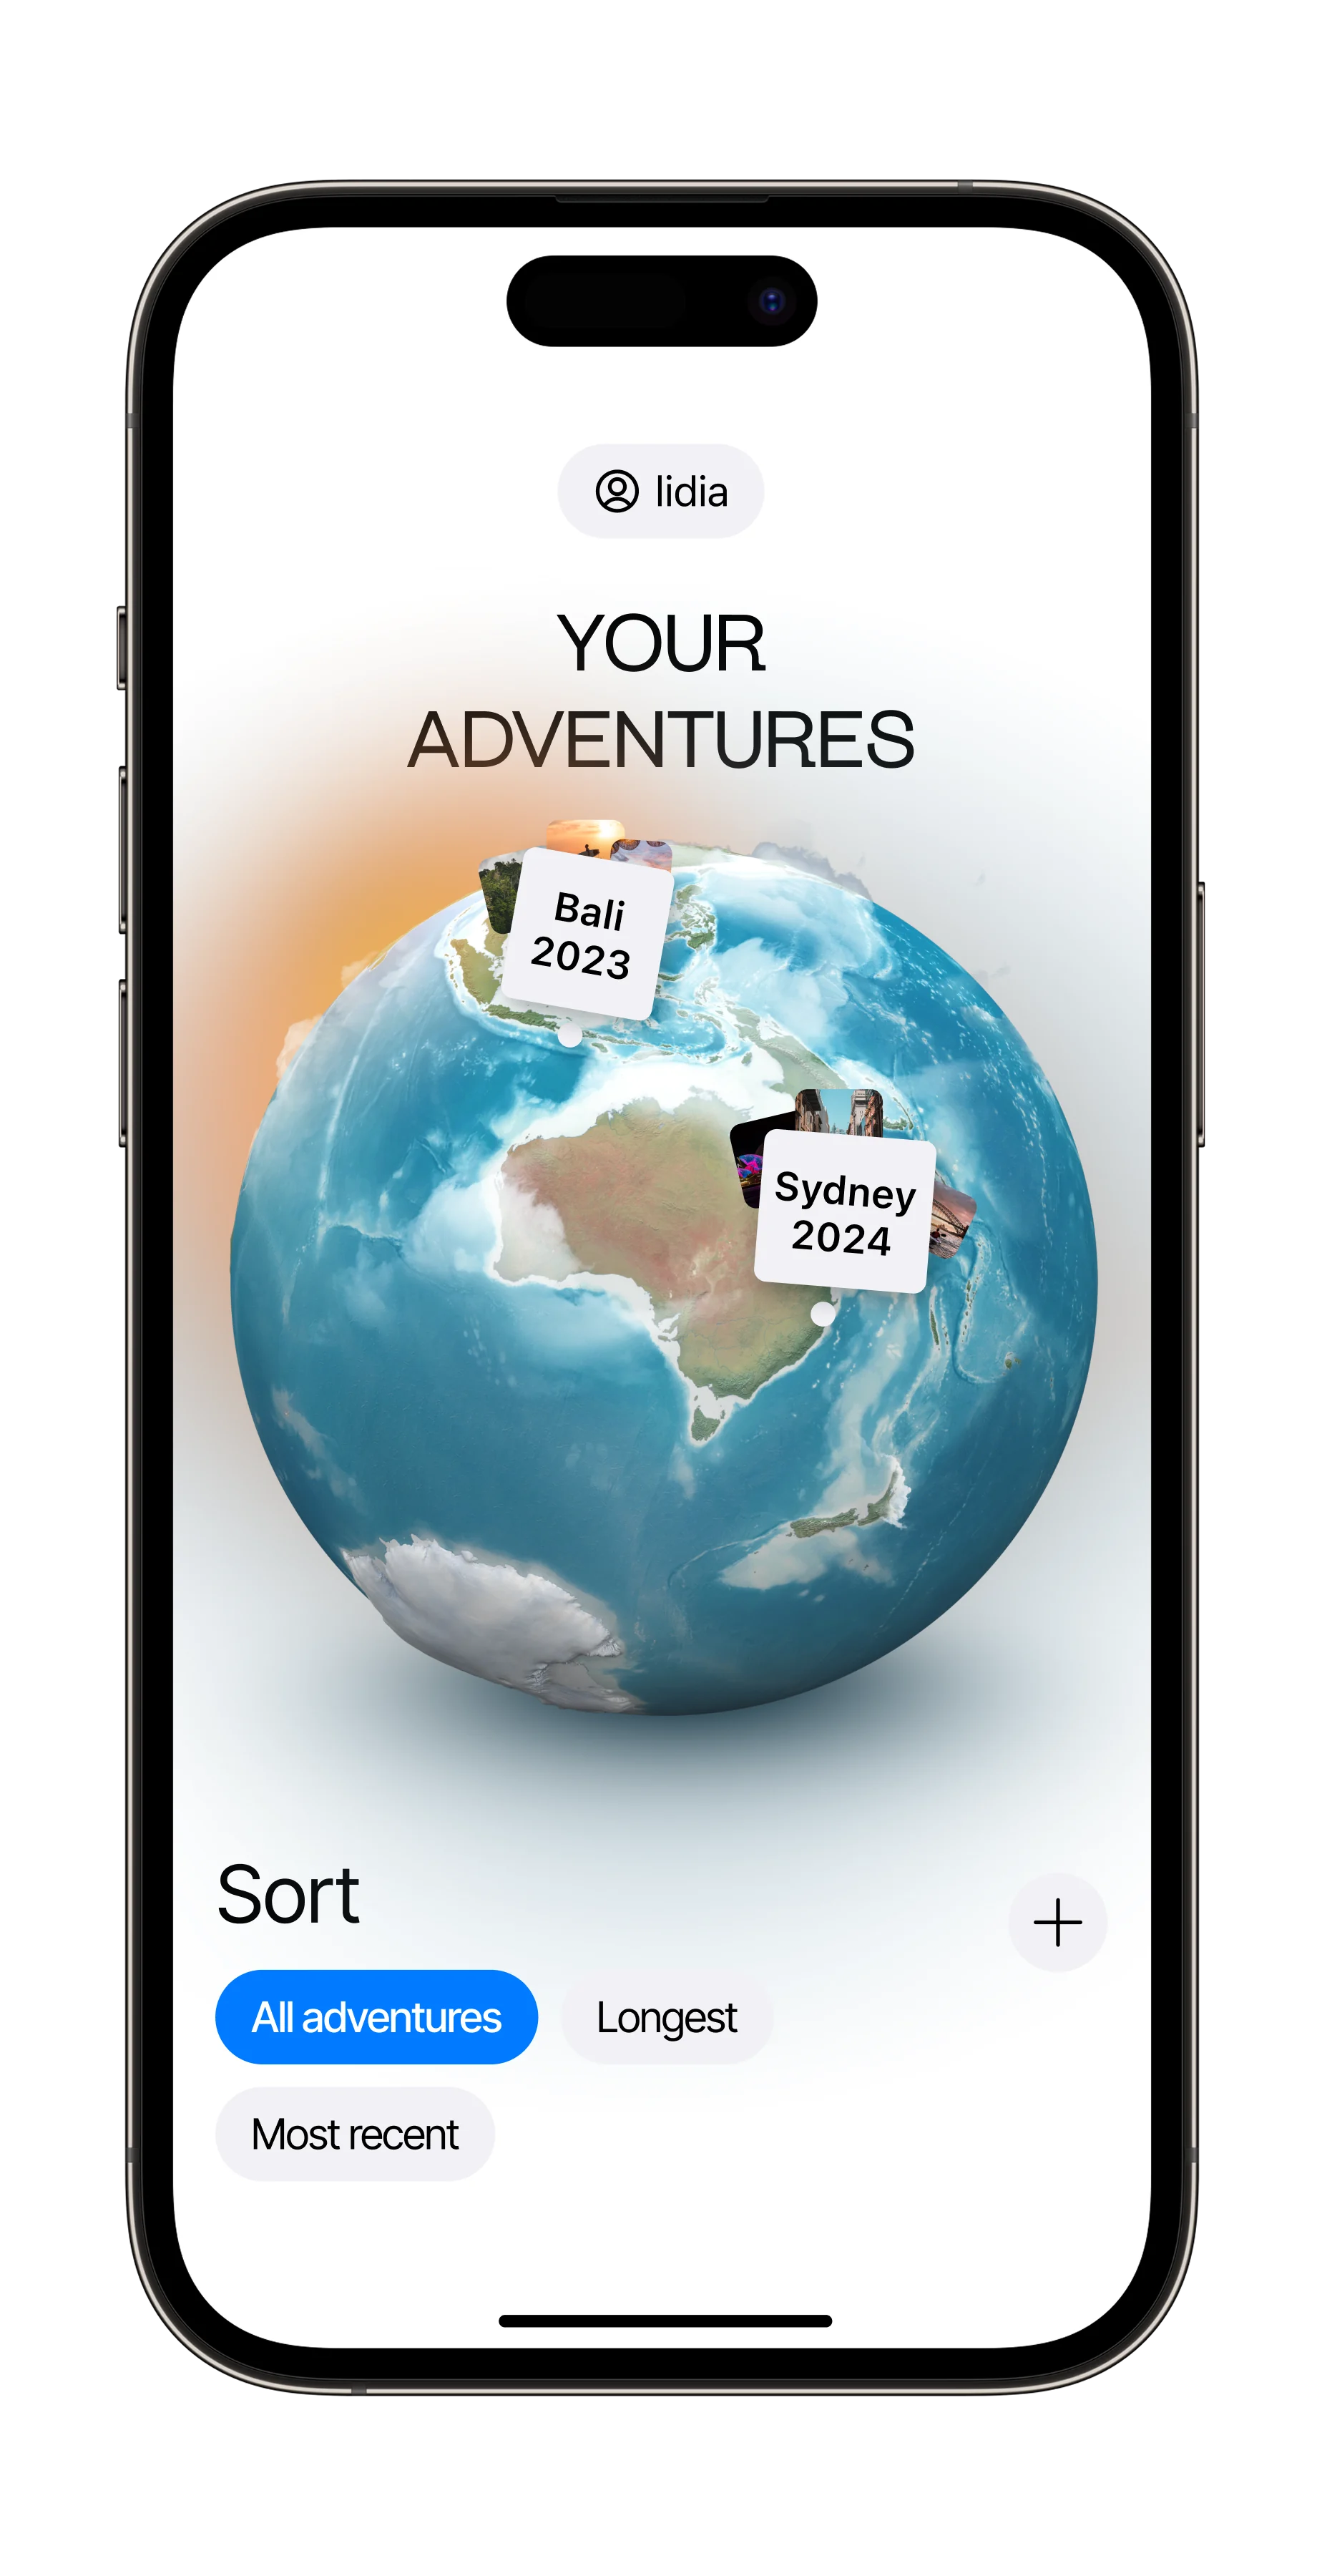 lidia
YOUR
ADVENTURES
Bali
2023
Sydney
2024
Sort
All adventures
Longest
Most recent